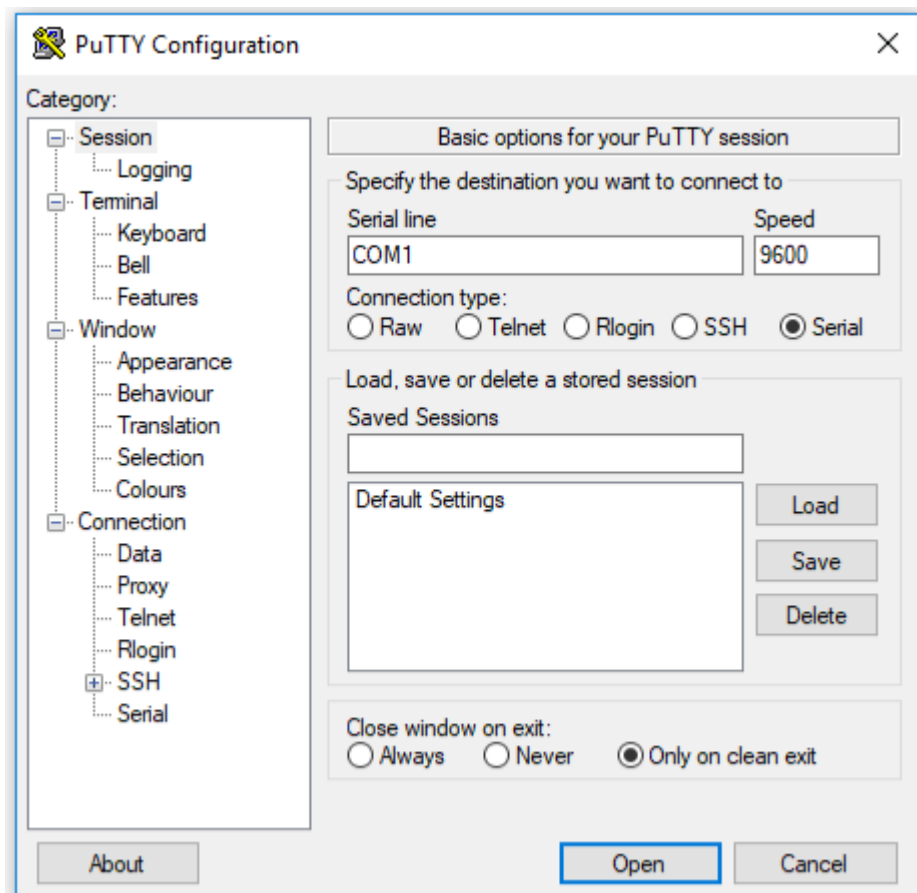 PuTTY Configuration
Category:
Session
Logging
Terminal
Keyboard
Bell
Features
Window
Appearance
Behaviour
Translation
Selection
Colours
Connection
Data
Proxy
Telnet
Rlogin
SSH
Serial
Basic options for your PuTTY session
Specify the destination you want to connect to
Serial line Speed
COM1 9600
Connection type:
Raw Telnet Rlogin SSH Serial
Load, save or delete a stored session
Saved Sessions
Default Settings
Load
Save
Delete
Close window on exit:
Always Never Only on clean exit
About Open Cancel